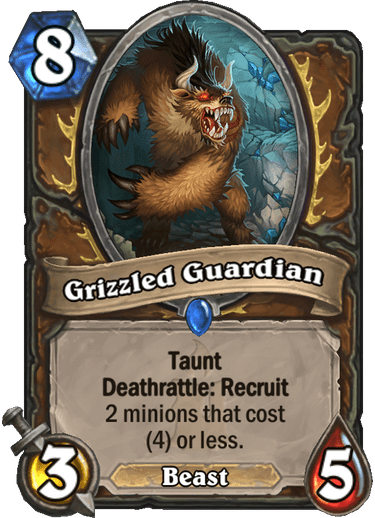 8
Grizzled Guardian
Taunt
Deathrattle: Recruit
2 minions that cost
(4) or less.
3
Beast
5